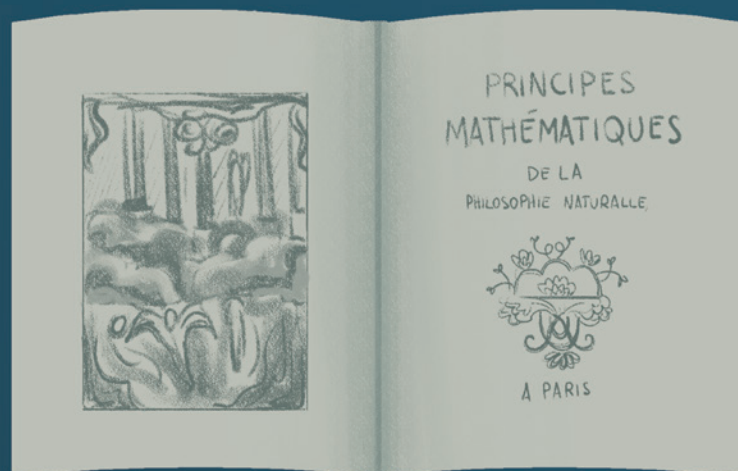 PRINCIPES
MATHÉMATIQUES
DE LA
PHILOSOPHIE NATURALLE,
A PARIS